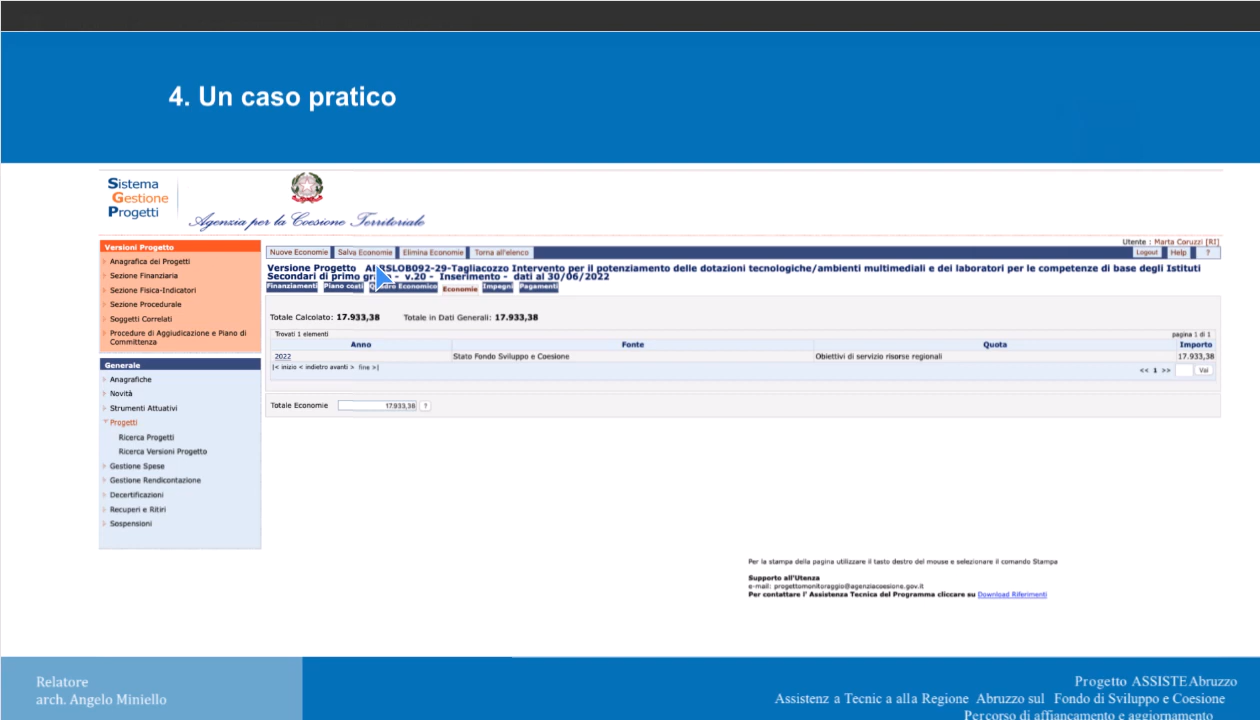 4. Un caso pratico
Sistema
Gestione
Progetti
Agenzia per la Coesione Territoriale
Utente : Marta Coruzzi [RI]
Versioni Progetto
Anagrafica dei Progetti
Sezione Finanziaria
Sezione Fisica-Indicatori
Sezione Procedurale
Soggetti Correlati
Procedure di Aggiudicazione e Piano di
Committenza
Generale
Anagrafiche
Novità
Strumenti Attuativi
Progetti
Ricerca Progetti
Ricerca Versioni Progetto
Gestione Spese
Gestione Rendicontazione
Decertificazioni
Recuperi e Ritiri
Sospensioni
Nuove Economie Salva Economie Elimina Economie Torna all'elenco Logout Help ?
Versione Progetto -29-Tagliacozzo Intervento per il potenziamento delle dotazioni tecnologiche/ambienti multimediali e dei laboratori per le competenze di base degli Istituti
Secondari di primo - v.20 - Inserimento - dati al 30/06/2022
Finanziamenti Piano costi Economico Economie Impegni Pagamenti
Totale Calcolato: 17.933,38 Totale in Dati Generali: 17.933,38
Trovati 1 elementi pagina 1 di 1
Anno Fonte Quota Importo
2022 Stato Fondo Sviluppo e Coesione Obiettivi di servizio risorse regionali 17.933,38
|< inizio < indietro avanti > fine >| << 1 >> Vai
Totale Economie 17.933,38 ?
Per la stampa della pagina utilizzare il tasto destro del mouse e selezionare il comando Stampa
Supporto all'Utenza
e-mail: progettomonitoraggio@agenziacoesione.gov.it
Per contattare l' Assistenza Tecnica del Programma cliccare su Download Riferimenti
Relatore
arch. Angelo Miniello
Progetto ASSISTE Abruzzo
Assistenz a Tecnic a alla Regione Abruzzo sul Fondo di Sviluppo e Coesione
Percorso di affiancamento e aggiornamento